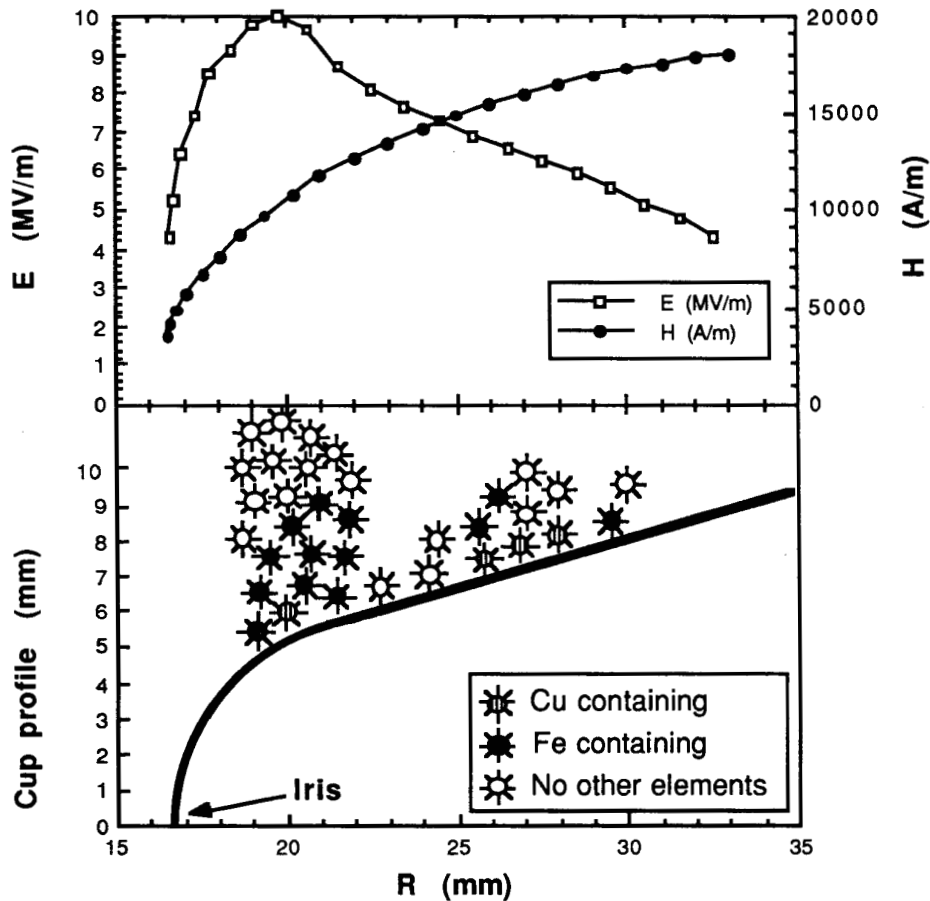 10
9
8
7
6
5
4
3
2
1
0
E (MV/m)
20000
15000
10000
5000
0
H (A/m)
E (MV/m)
H (A/m)
10
9
8
7
6
5
4
3
2
1
0
Cup profile (mm)
Cu containing
Fe containing
No other elements
Iris
15 20 25 30 35
R (mm)